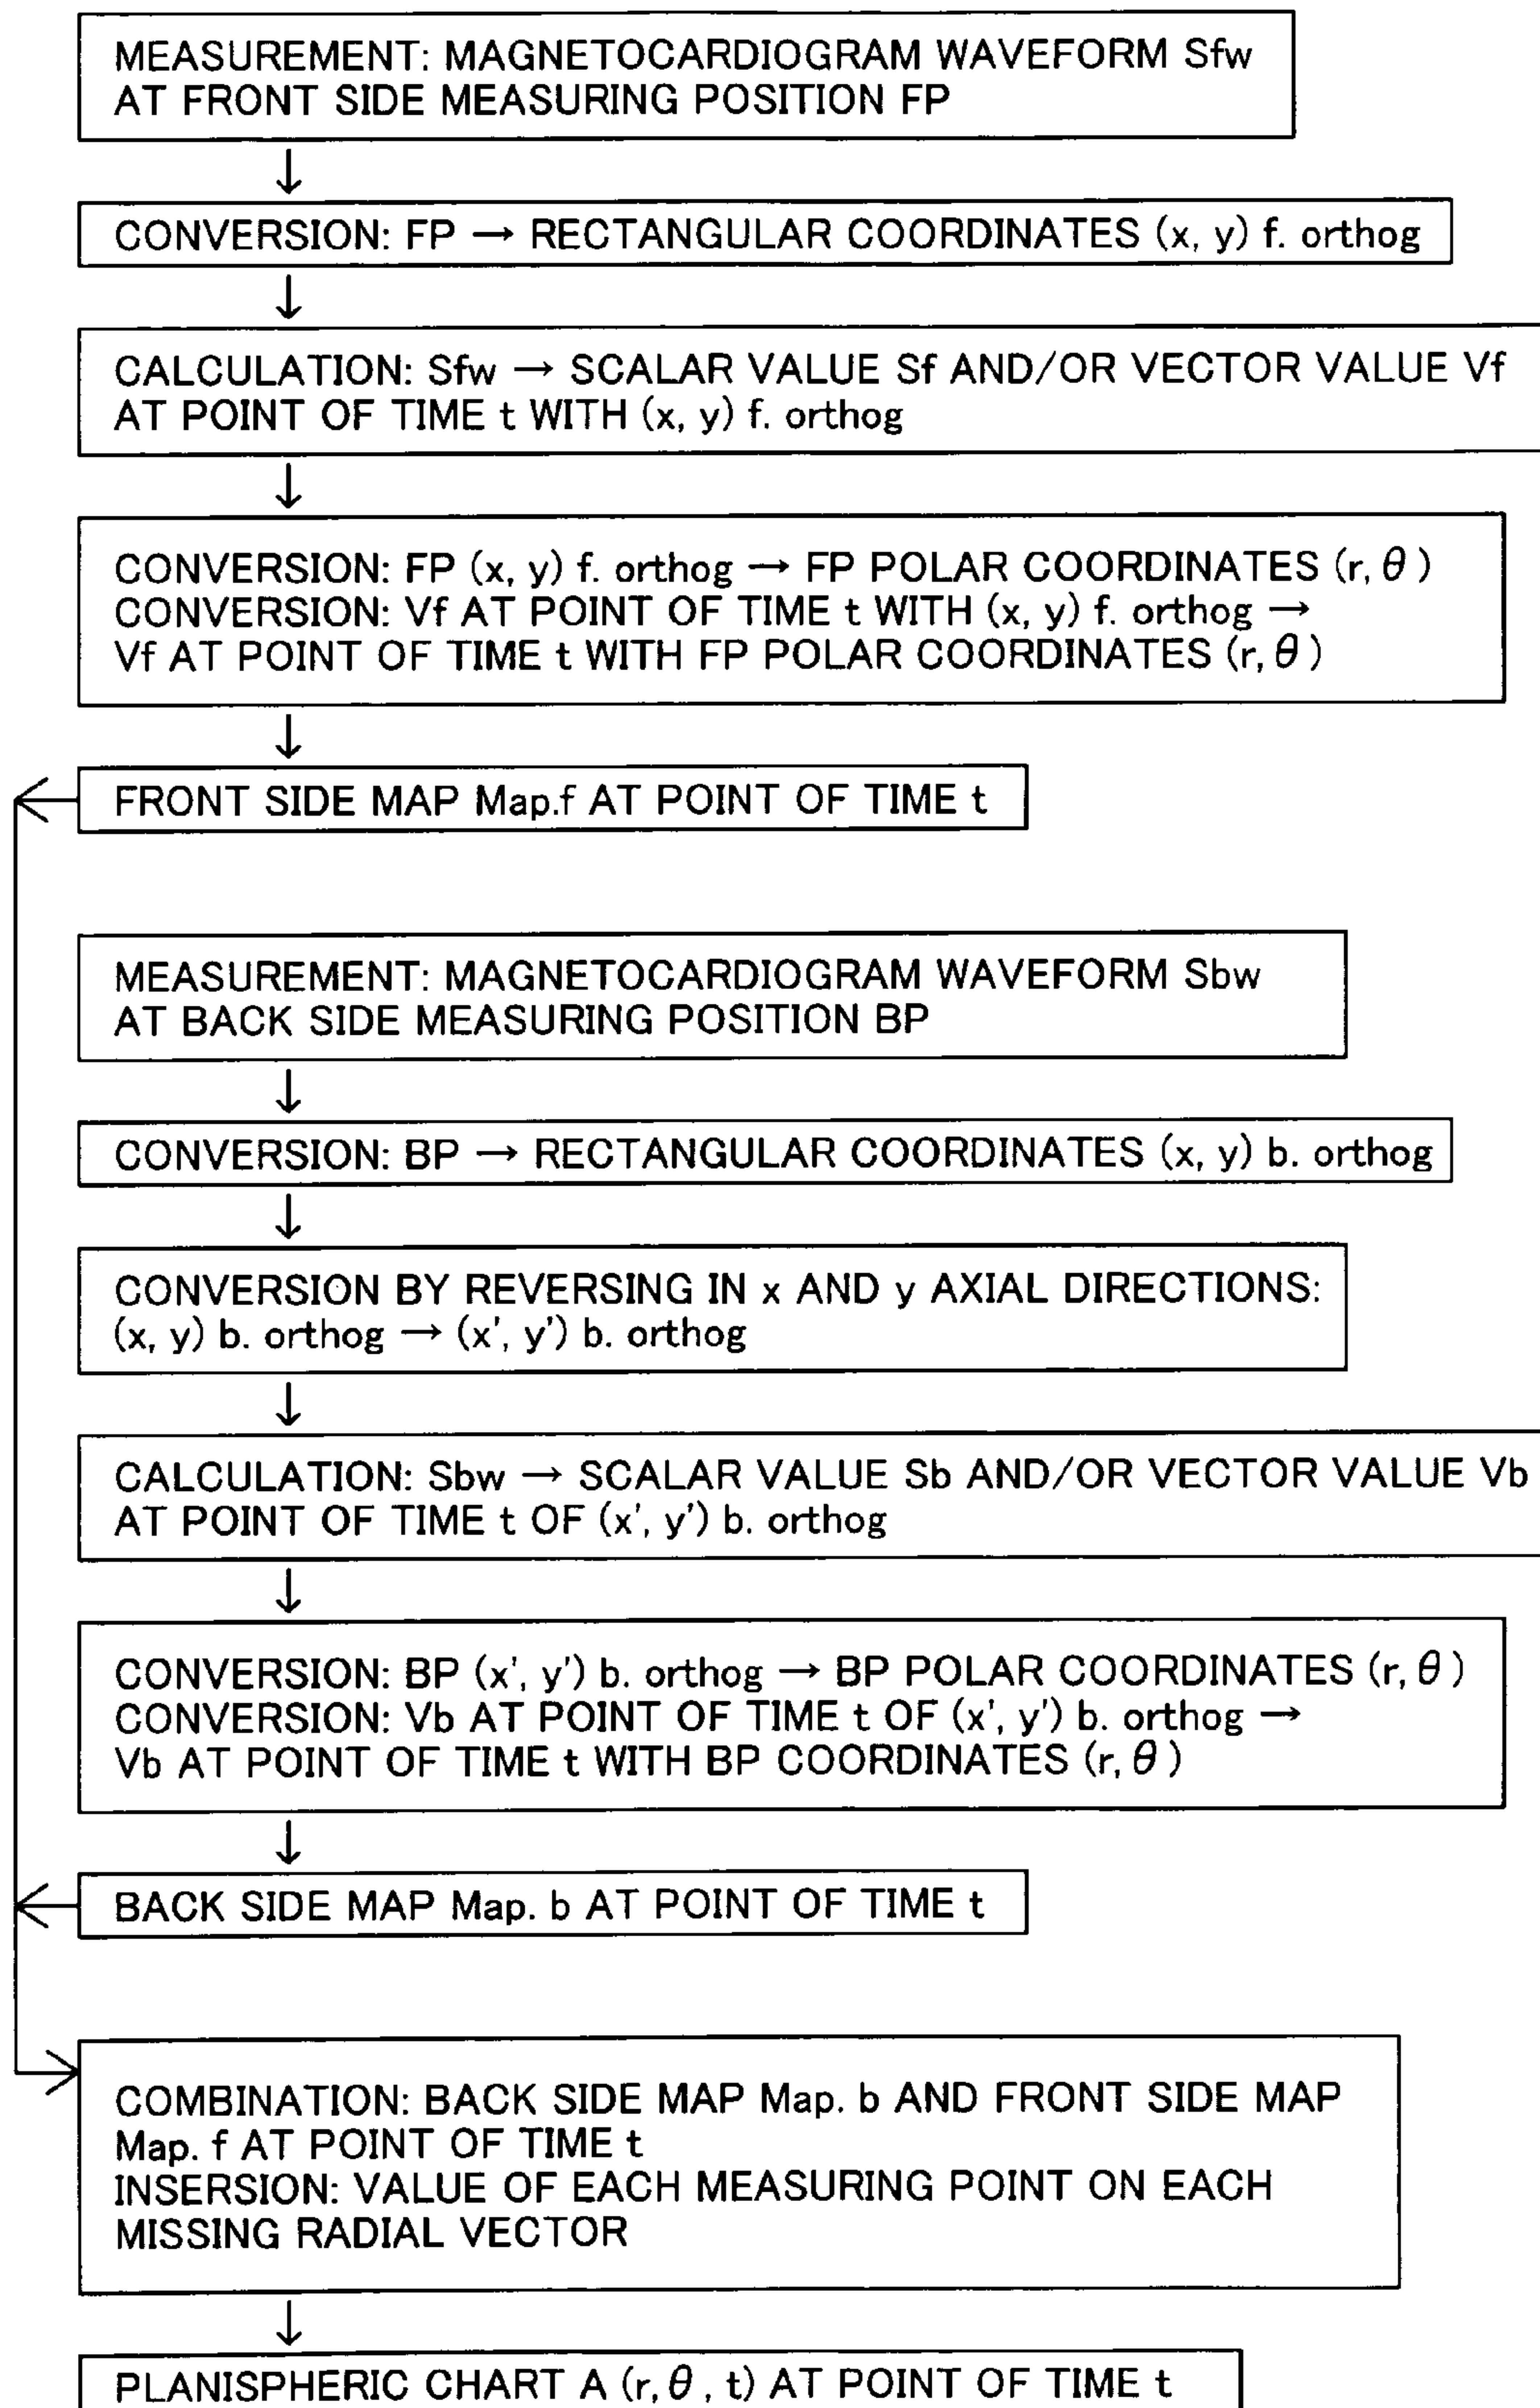 MEASUREMENT: MAGNETOCARDIOGRAM WAVEFORM Sfw
AT FRONT SIDE MEASURING POSITION FP
CONVERSION: FP → RECTANGULAR COORDINATES (x, y) f. orthog
CALCULATION: Sfw → SCALAR VALUE Sf AND/OR VECTOR VALUE Vf
AT POINT OF TIME t WITH (x, y) f. orthog
CONVERSION: FP (x, y) f. orthog → FP POLAR COORDINATES (r, θ)
CONVERSION: Vf AT POINT OF TIME t WITH (x, y) f. orthog →
Vf AT POINT OF TIME t WITH FP POLAR COORDINATES (r, θ)
FRONT SIDE MAP Map.f AT POINT OF TIME t
MEASUREMENT: MAGNETOCARDIOGRAM WAVEFORM Sbw
AT BACK SIDE MEASURING POSITION BP
CONVERSION: BP → RECTANGULAR COORDINATES (x, y) b. orthog
CONVERSION BY REVERSING IN x AND y AXIAL DIRECTIONS:
(x, y) b. orthog → (x', y') b. orthog
CALCULATION: Sbw → SCALAR VALUE Sb AND/OR VECTOR VALUE Vb
AT POINT OF TIME t OF (x', y') b. orthog
CONVERSION: BP (x', y') b. orthog → BP POLAR COORDINATES (r, θ)
CONVERSION: Vb AT POINT OF TIME t OF (x', y') b. orthog →
Vb AT POINT OF TIME t WITH BP COORDINATES (r, θ)
BACK SIDE MAP Map. b AT POINT OF TIME t
COMBINATION: BACK SIDE MAP Map. b AND FRONT SIDE MAP
Map. f AT POINT OF TIME t
INSERSION: VALUE OF EACH MEASURING POINT ON EACH
MISSING RADIAL VECTOR
PLANISPHERIC CHART A (r, θ, t) AT POINT OF TIME t